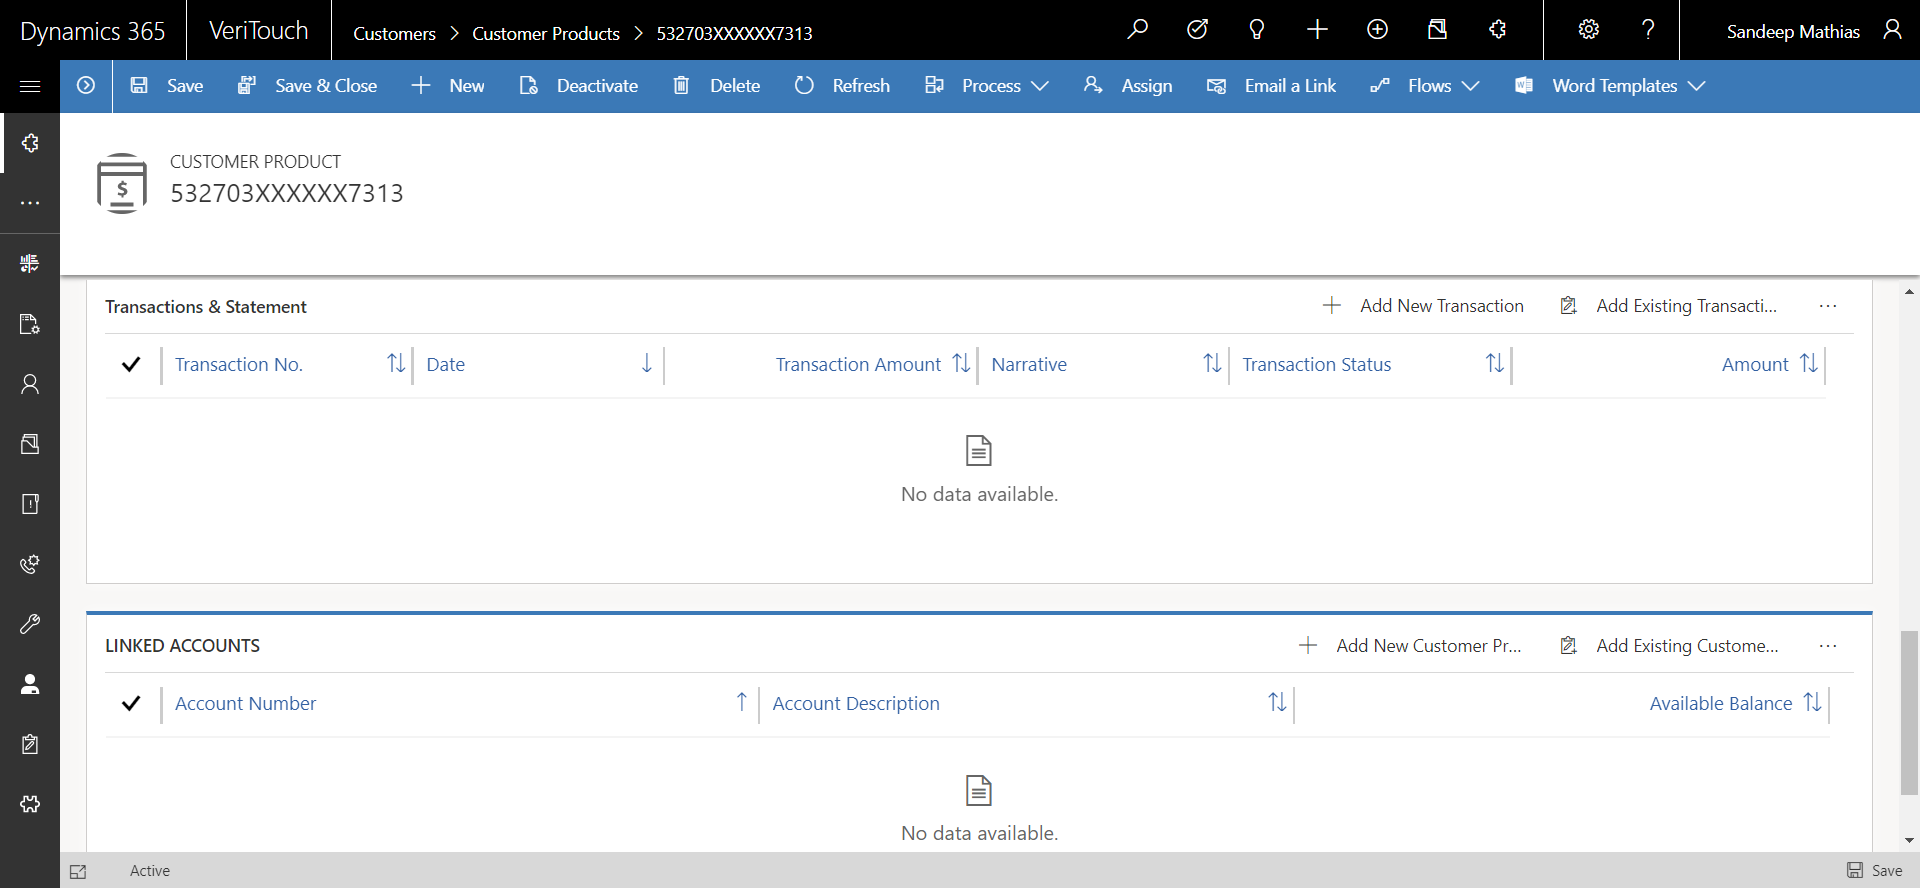 Dynamics 365 VeriTouch Customers > Customer Products > 532703XXXXXX7313 Sandeep Mathias
Save Save & Close New Deactivate Delete Refresh Process Assign Email a Link Flows Word Templates
CUSTOMER PRODUCT
532703XXXXXX7313
Transactions & Statement Add New Transaction Add Existing Transacti... ...
Transaction No. Date Transaction Amount Narrative Transaction Status Amount
No data available.
LINKED ACCOUNTS Add New Customer Pr... Add Existing Custome... ...
Account Number Account Description Available Balance
No data available.
Active Save